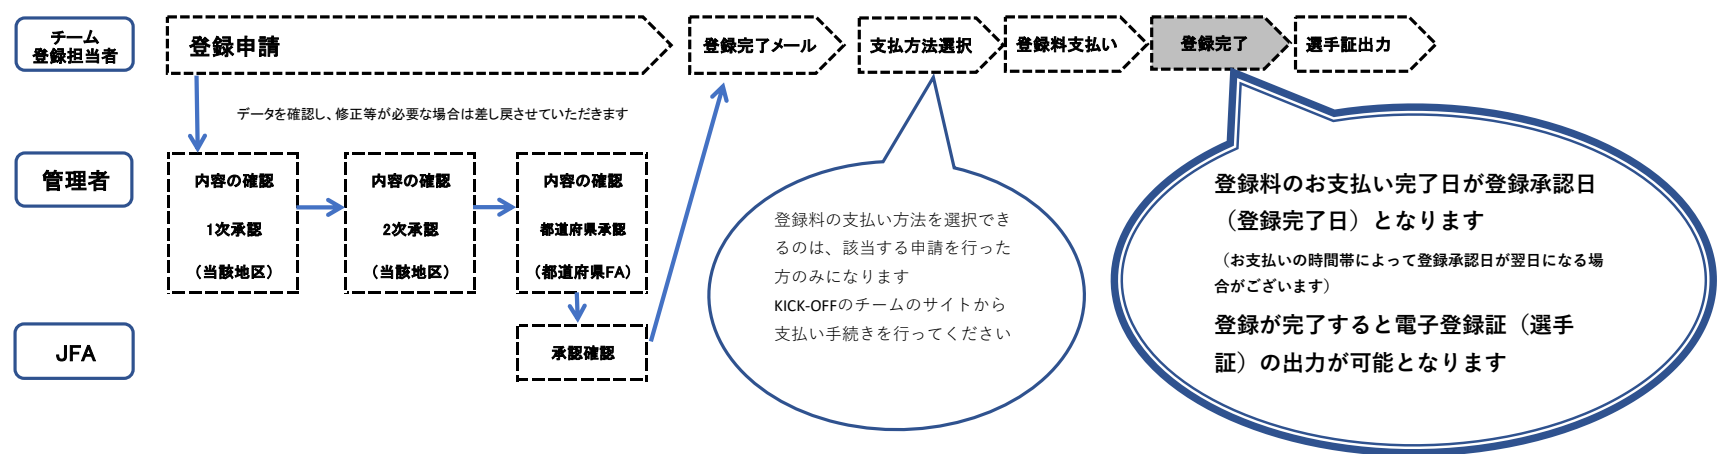 チーム
登録担当者
登録申請
登録完了メール
支払方法選択
登録料支払い
登録完了
選手証出力
データを確認し、修正等が必要な場合は差し戻させていただきます
管理者
内容の確認
1次承認
（当該地区）
内容の確認
2次承認
（当該地区）
内容の確認
都道府県承認
（都道府県FA）
JFA
承認確認
登録料の支払い方法を選択でき
るのは、該当する申請を行った
方のみになります
KICK-OFFのチームのサイトから
支払い手続きを行ってください
登録料のお支払い完了日が登録承認日
（登録完了日）となります
（お支払いの時間帯によって登録承認日が翌日になる場
合がございます）
登録が完了すると電子登録証（選手
証）の出力が可能となります